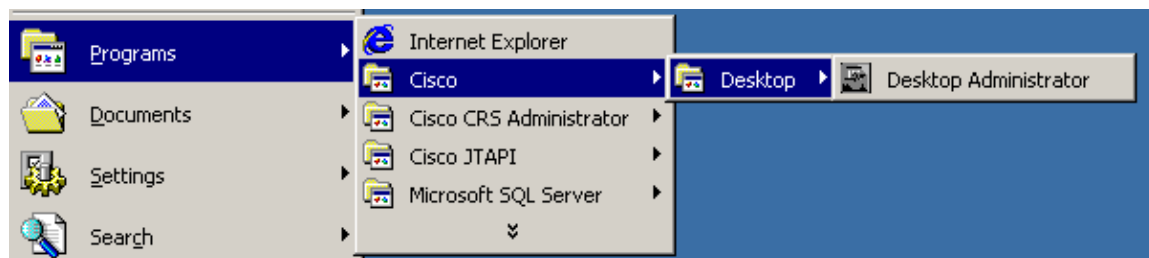 Programs
Documents
Settings
Search
Internet Explorer
Cisco
Cisco CRS Administrator
Cisco JTAPI
Microsoft SQL Server
Desktop
Desktop Administrator